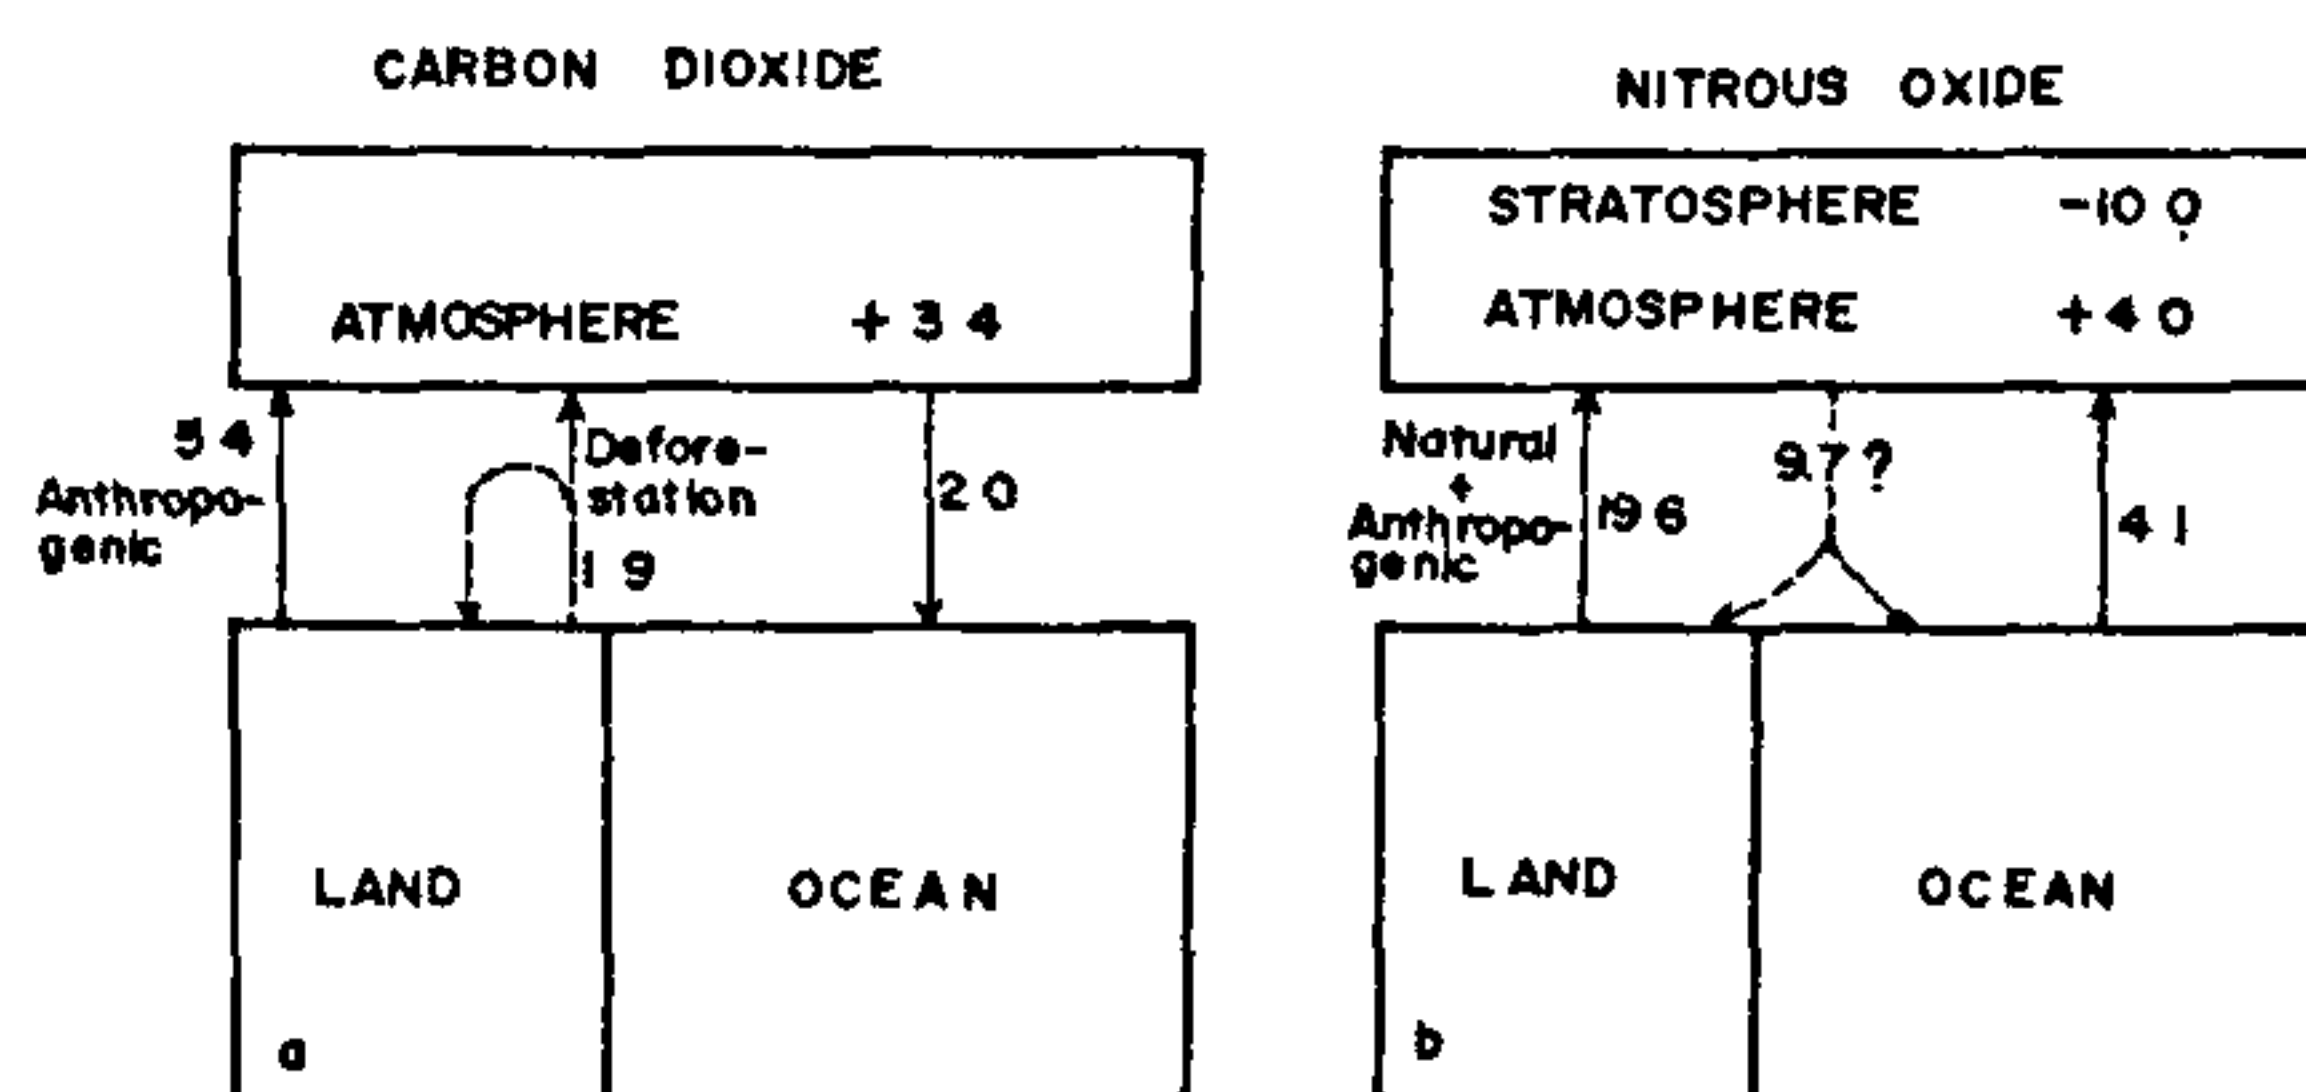 CARBON DIOXIDE
ATMOSPHERE +3 4
5 4
Anthropo-
genic
Defore-
station
1 9
2 0
LAND
OCEAN
a
NITROUS OXIDE
STRATOSPHERE -10 0
ATMOSPHERE +4 0
Natural
+
Anthropo-
genic
19 6
9.7 ?
4 1
LAND
OCEAN
b